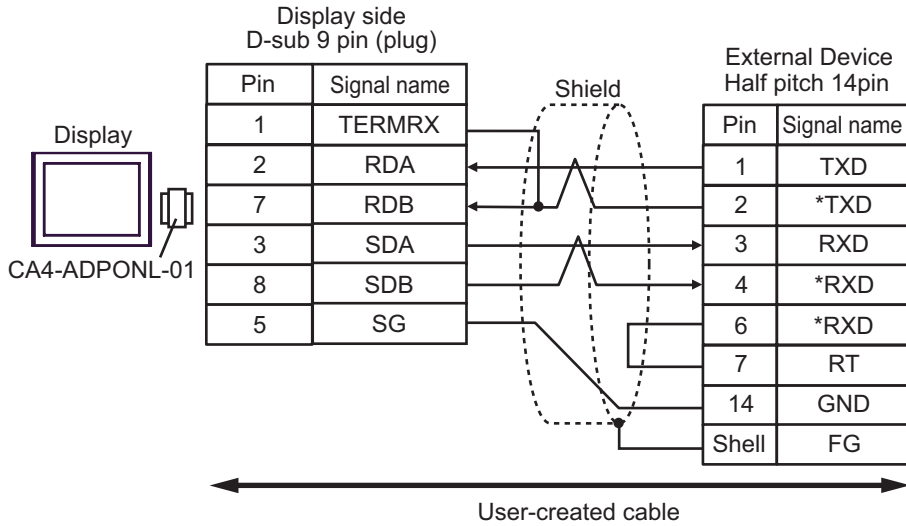 Display side
D-sub 9 pin (plug)
External Device
Half pitch 14pin
Shield
Display
CA4-ADPONL-01
Pin Signal name
1 TERMRX
2 RDA
7 RDB
3 SDA
8 SDB
5 SG
Pin Signal name
1 TXD
2 *TXD
3 RXD
4 *RXD
6 *RXD
7 RT
14 GND
Shell FG
User-created cable